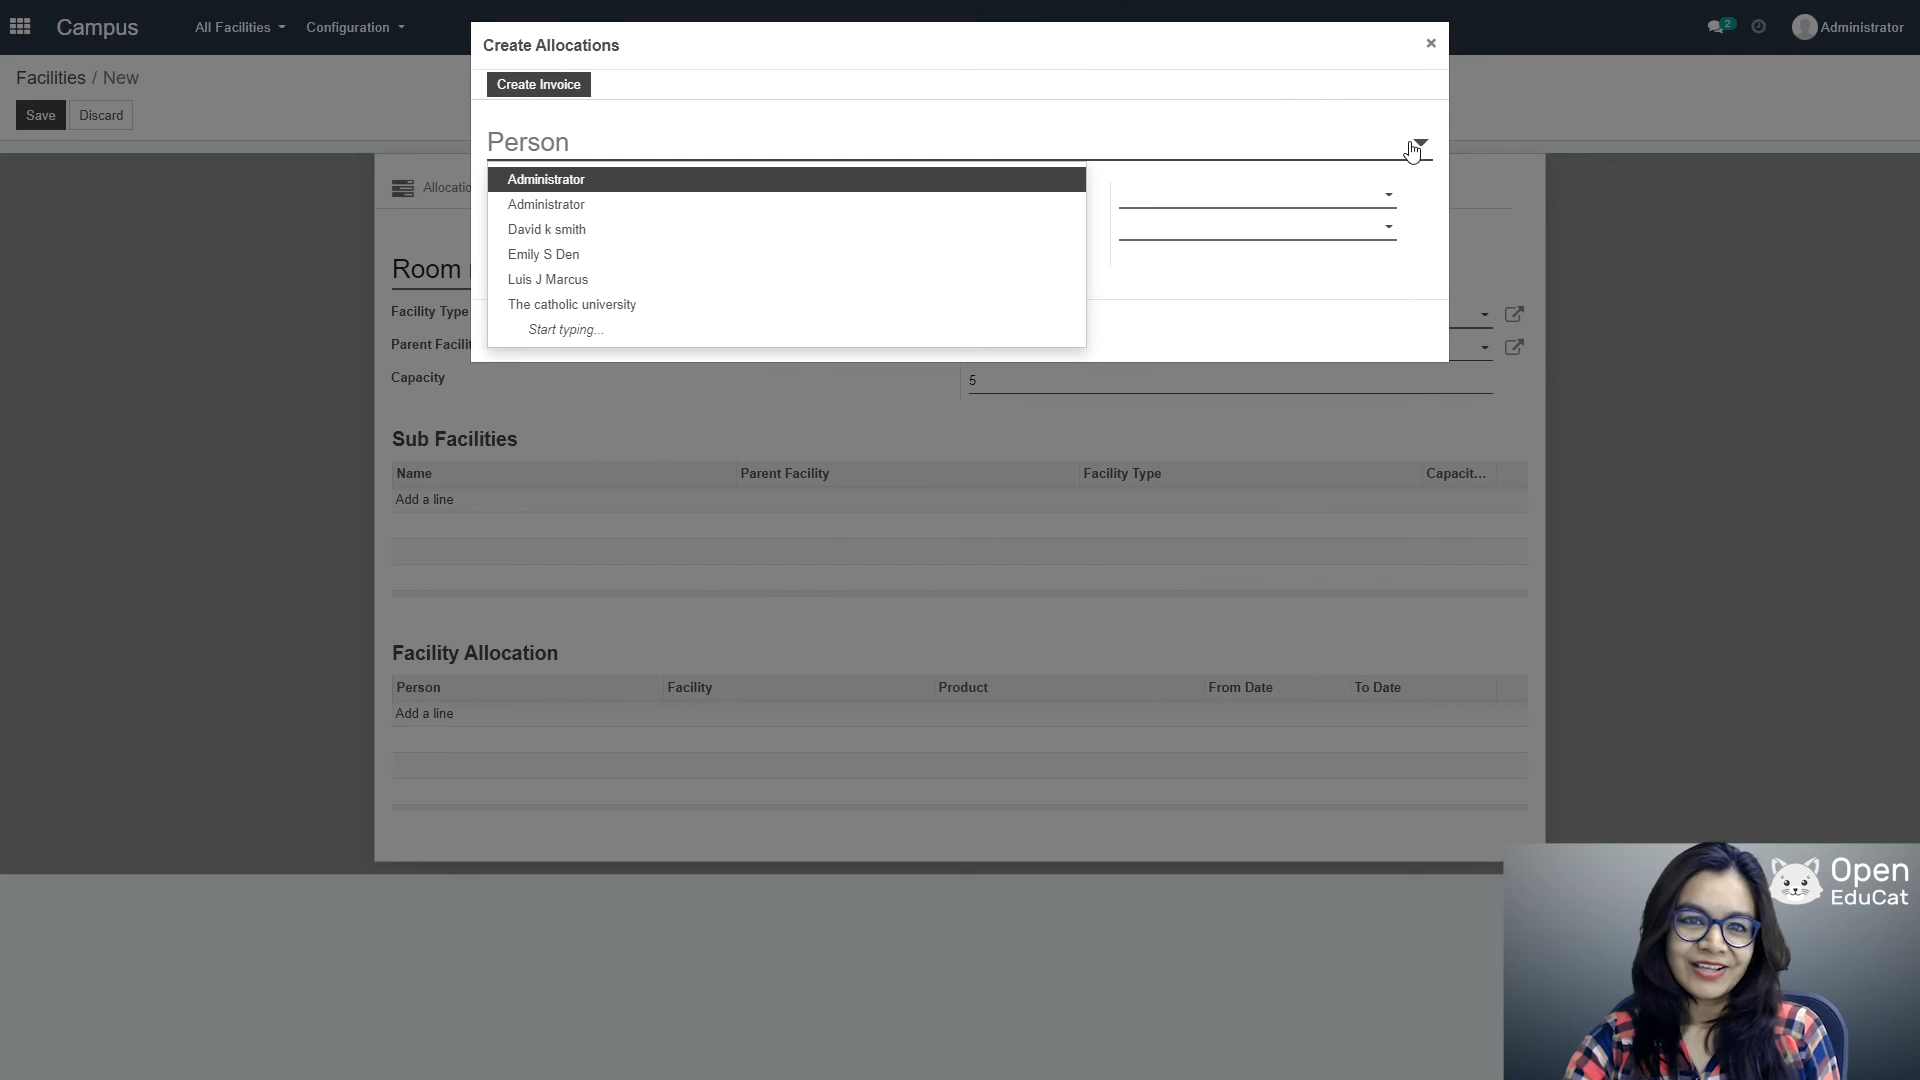 Campus
All Facilities
Configuration
2
Administrator
Facilities / New
Save
Discard
Create Allocations
×
Create Invoice
Person
Administrator
Administrator
David k smith
Emily S Den
Luis J Marcus
The catholic university
Start typing...
Room
Facility Type
Capacity
5
Sub Facilities
Name
Parent Facility
Facility Type
Capacit...
Add a line
Facility Allocation
Person
Facility
Product
From Date
To Date
Add a line
Open
EduCat